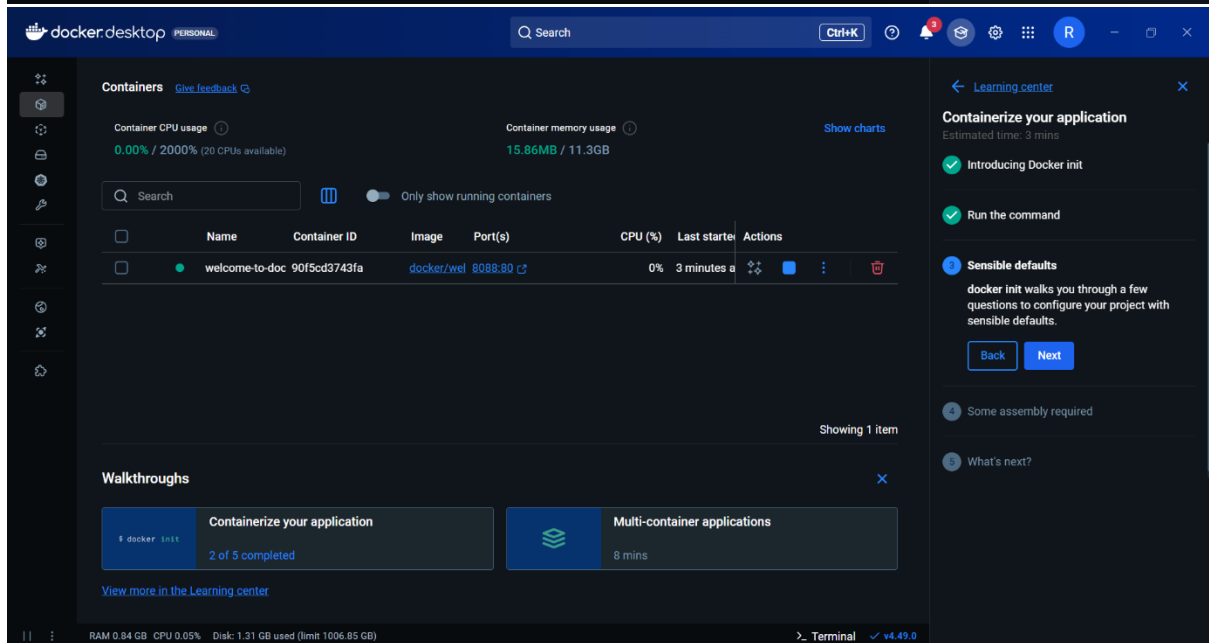 docker.desktop PERSONAL
Search
Ctrl+K
3
R
Containers Give feedback
Container CPU usage
0.00% / 2000% (20 CPUs available)
Container memory usage
15.86MB / 11.3GB
Show charts
Search
Only show running containers
Name Container ID Image Port(s) CPU (%) Last starte Actions
welcome-to-doc 90f5cd3743fa docker/wel 8088:80 0% 3 minutes a
Showing 1 item
Walkthroughs
$ docker init
Containerize your application
2 of 5 completed
Multi-container applications
8 mins
View more in the Learning center
Learning center
Containerize your application
Estimated time: 3 mins
Introducing Docker init
Run the command
3 Sensible defaults
docker init walks you through a few
questions to configure your project with
sensible defaults.
Back Next
4 Some assembly required
5 What's next?
RAM 0.84 GB CPU 0.05% Disk: 1.31 GB used (limit 1006.85 GB)
>_ Terminal v4.49.0